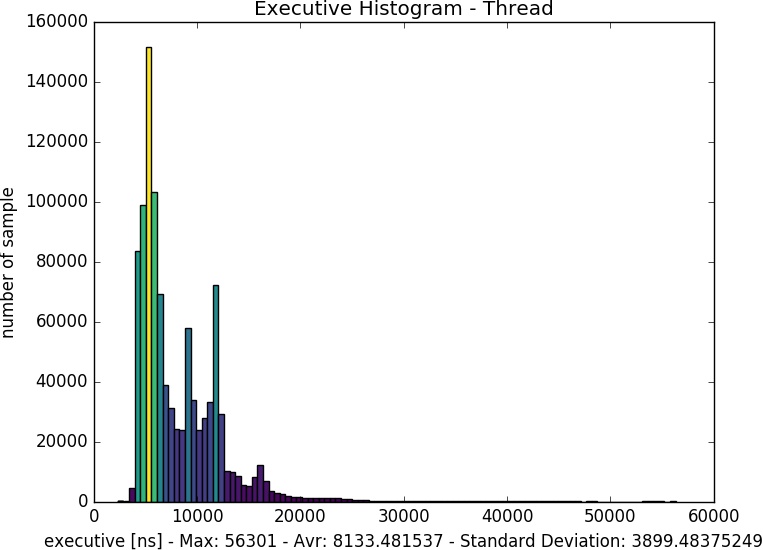 Executive Histogram - Thread
160000
140000
120000
100000
80000
60000
40000
20000
0
number of sample
0 10000 20000 30000 40000 50000 60000
executive [ns] - Max: 56301 - Avr: 8133.481537 - Standard Deviation: 3899.48375249